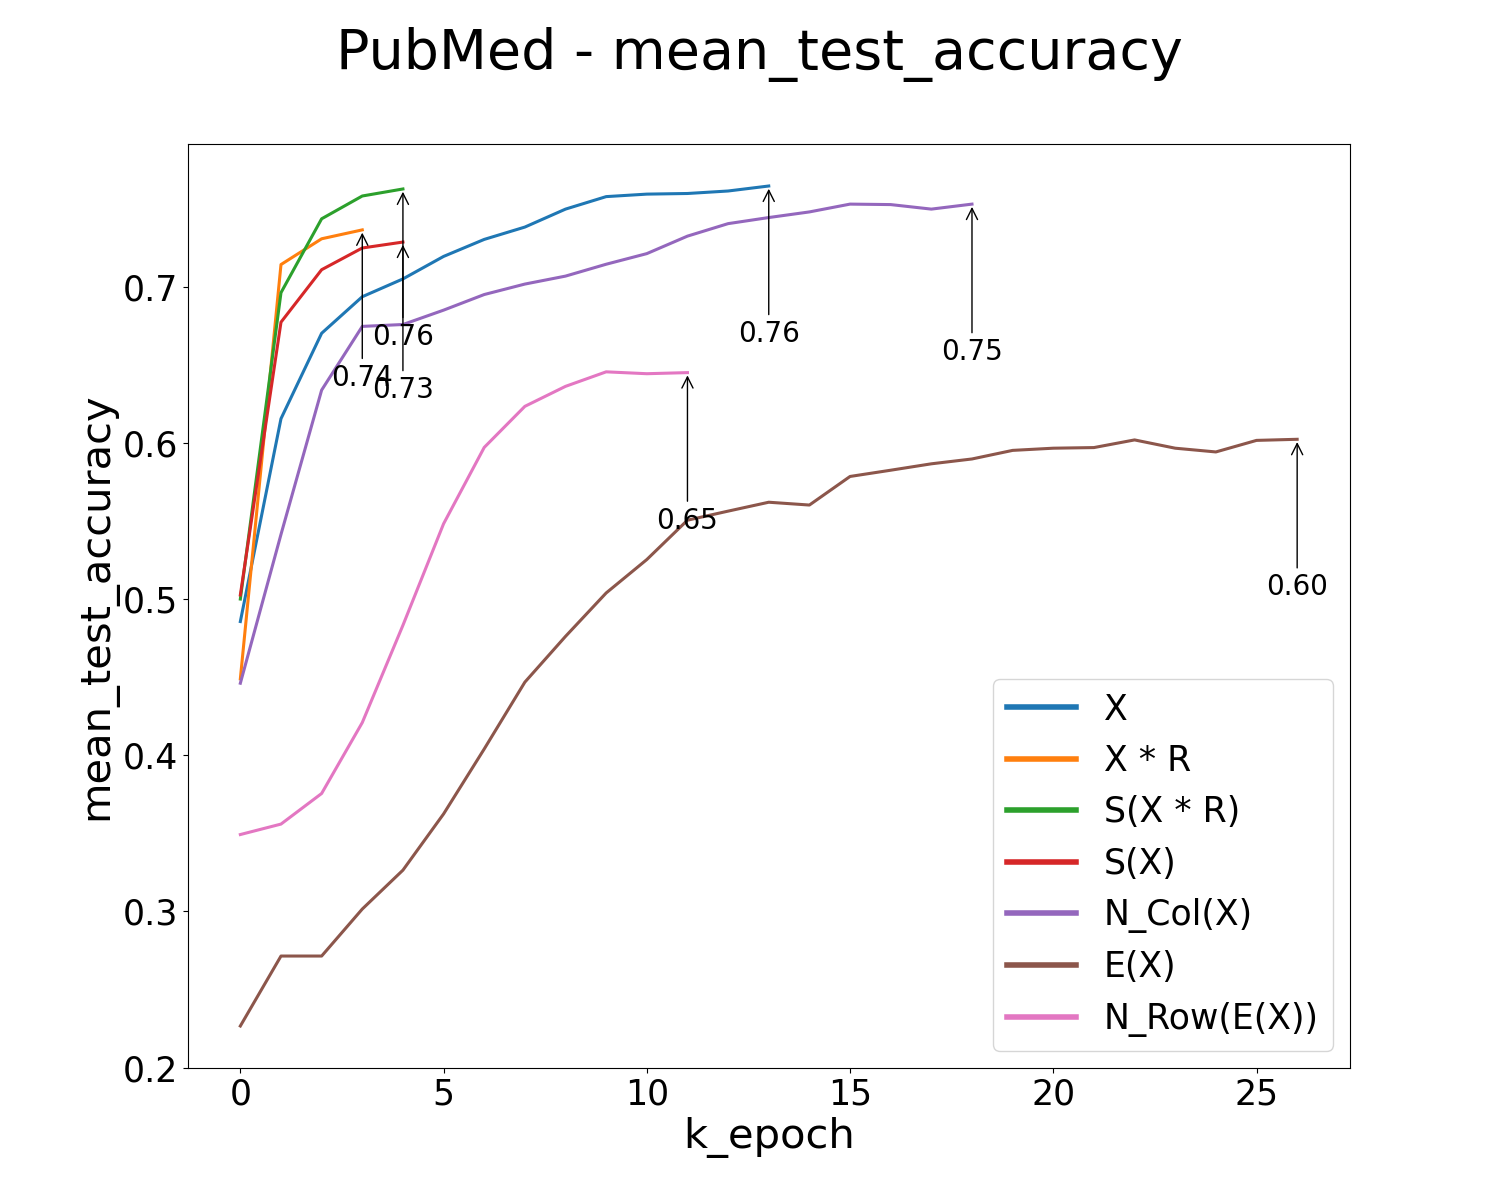 PubMed - mean_test_accuracy
mean_test_accuracy
0.7
0.6
0.5
0.4
0.3
0.2
0.76
0.74
0.73
0.76
0.75
0.65
0.60
X
X * R
S(X * R)
S(X)
N_Col(X)
E(X)
N_Row(E(X))
0 5 10 15 20 25
k_epoch